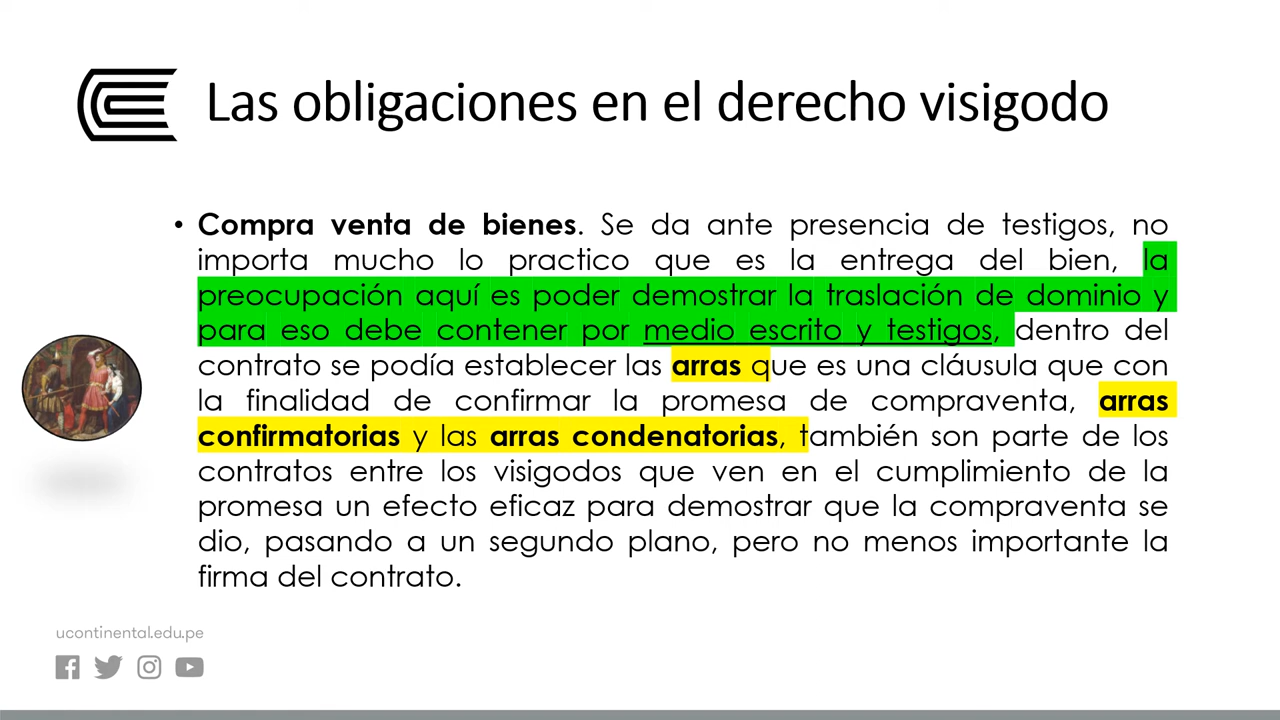 Las obligaciones en el derecho visigodo
• Compra venta de bienes. Se da ante presencia de testigos, no
importa mucho lo practico que es la entrega del bien, la
preocupación aquí es poder demostrar la traslación de dominio y
para eso debe contener por medio escrito y testigos, dentro del
contrato se podía establecer las arras que es una cláusula que con
la finalidad de confirmar la promesa de compraventa, arras
confirmatorias y las arras condenatorias, también son parte de los
contratos entre los visigodos que ven en el cumplimiento de la
promesa un efecto eficaz para demostrar que la compraventa se
dio, pasando a un segundo plano, pero no menos importante la
firma del contrato.
ucontinental.edu.pe